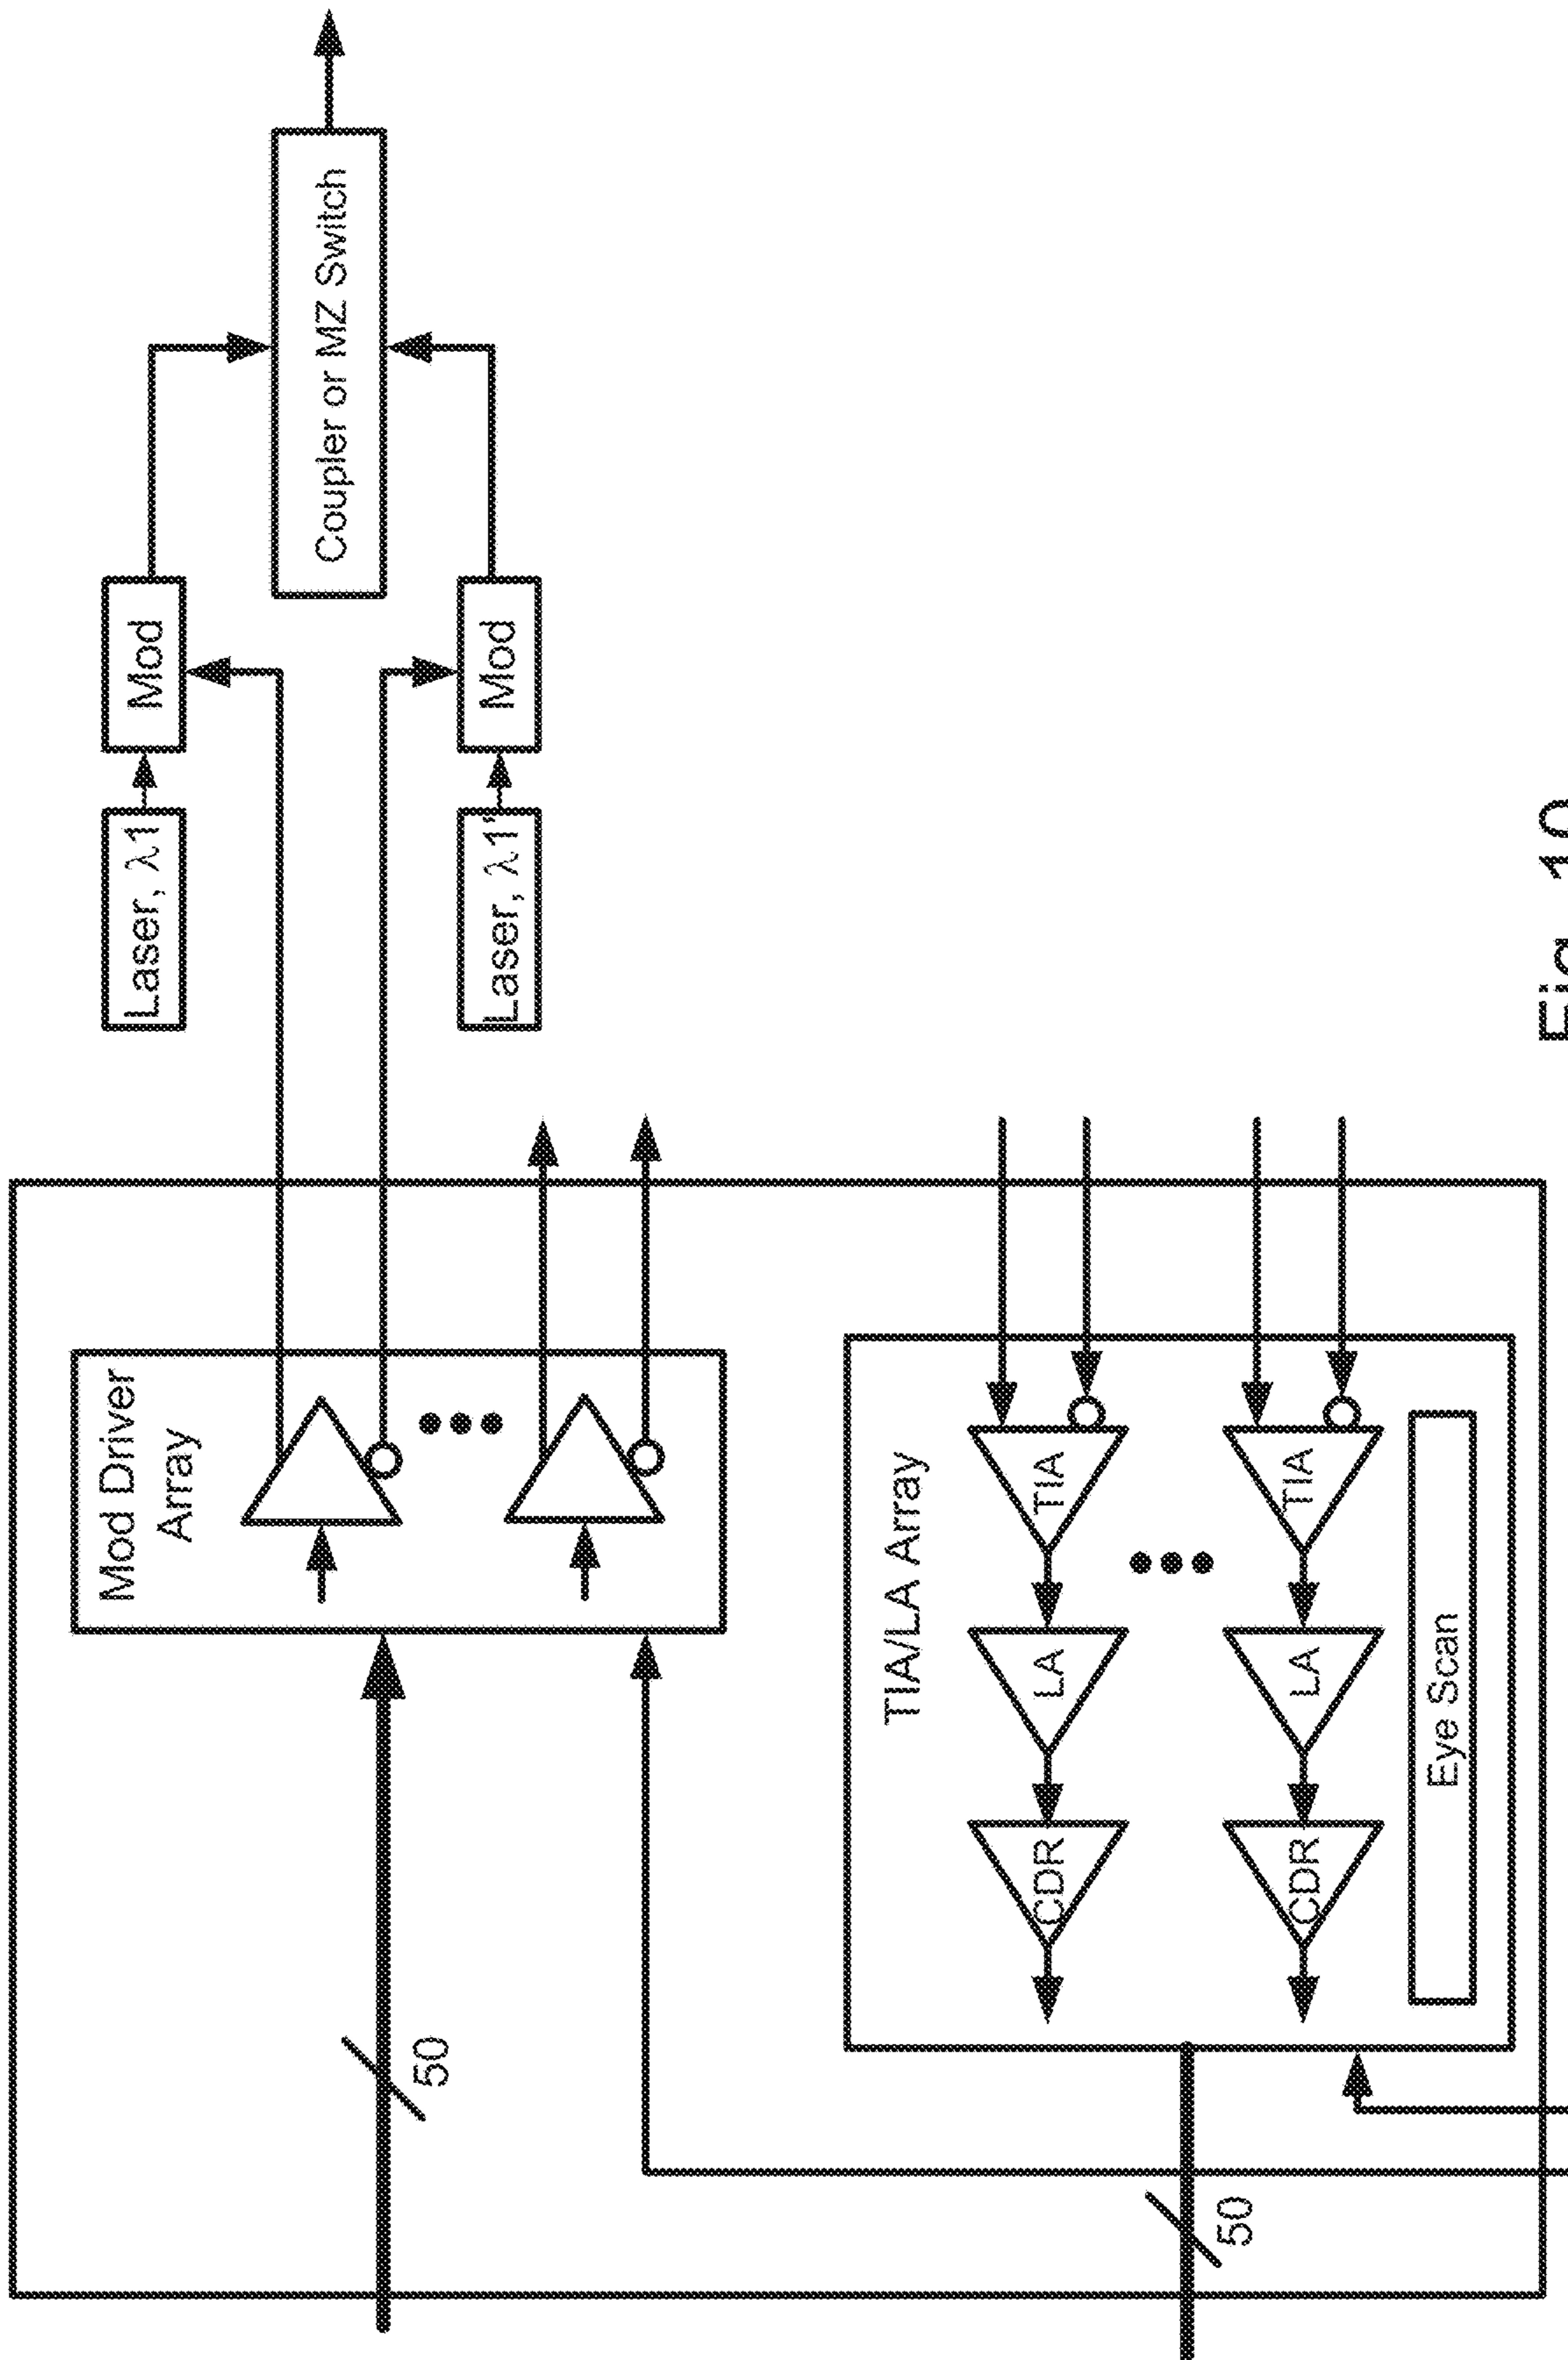 Mod Driver
Array
50
Laser, λ1
Mod
Coupler or MZ Switch
Laser, λ1'
Mod
TIA/LA Array
CDR
LA
TIA
CDR
LA
TIA
Eye Scan
50
Fig. 10